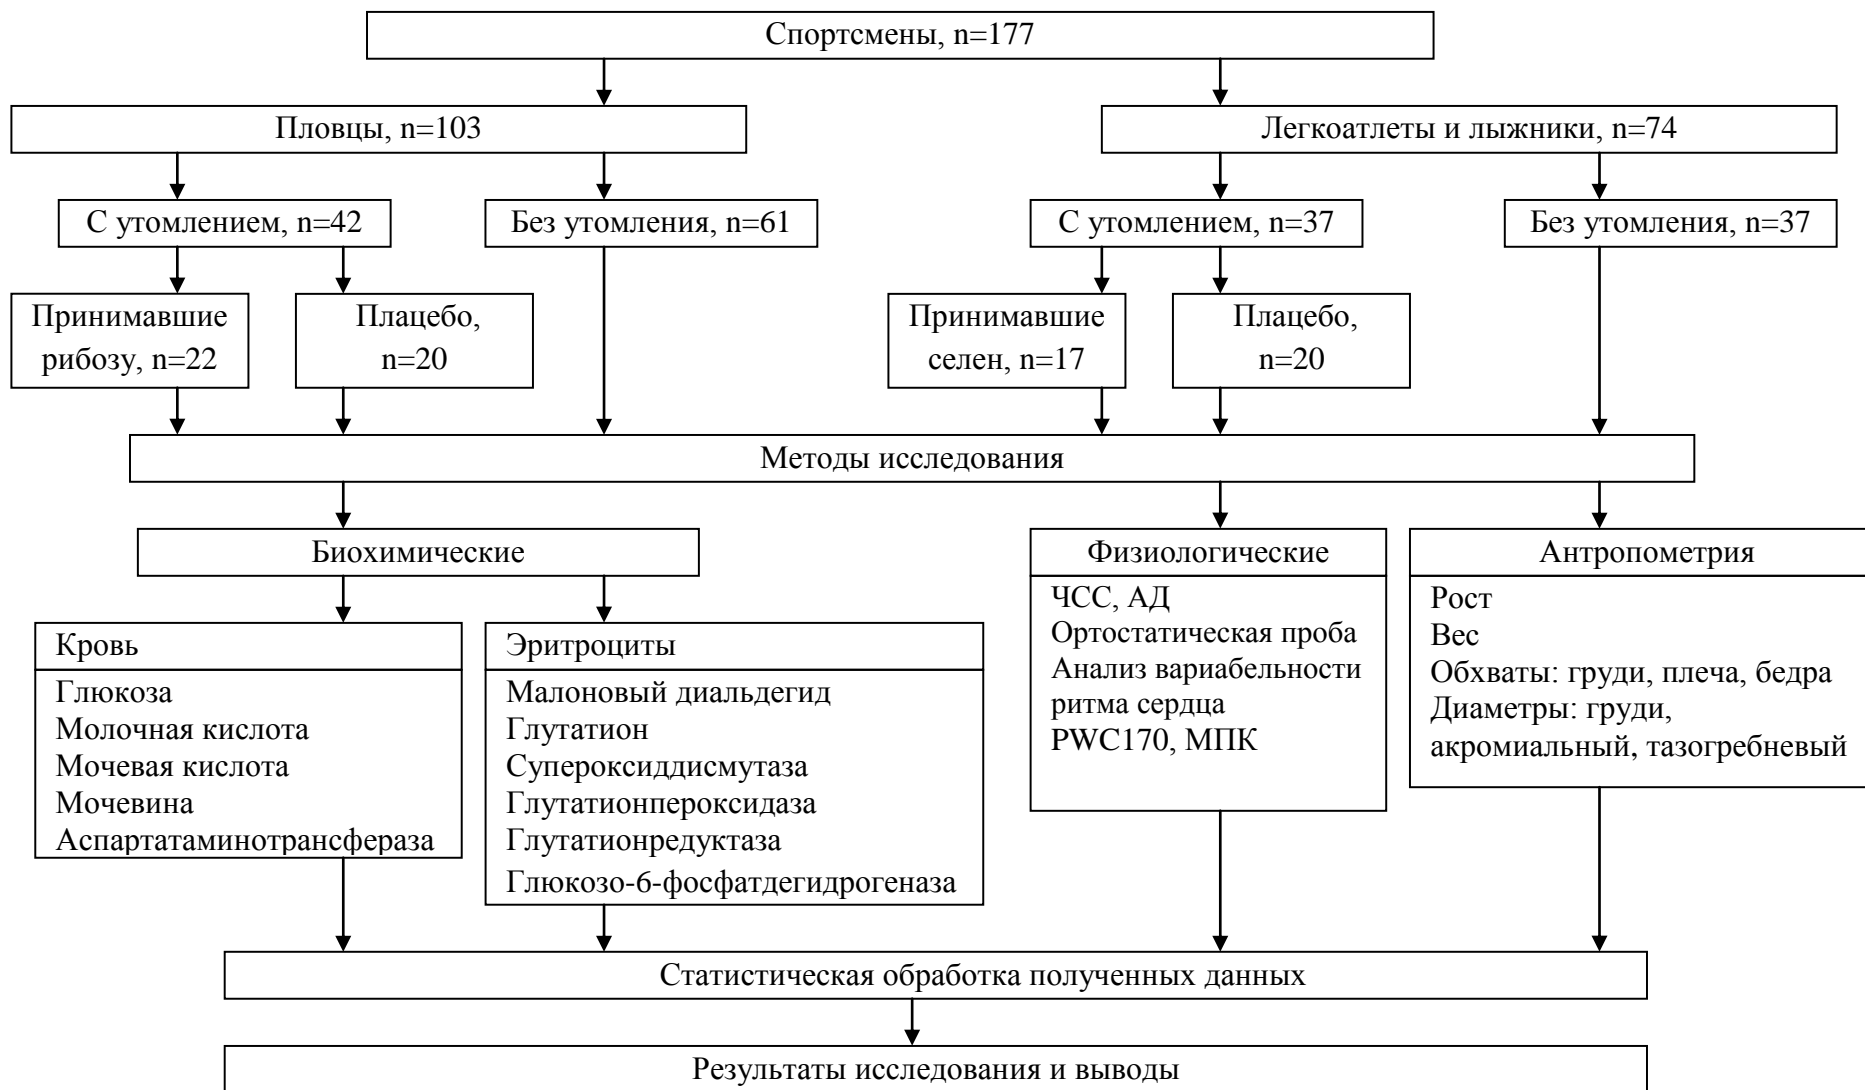 Спортсмены, n=177
Пловцы, n=103
Легкоатлеты и лыжники, n=74
С утомлением, n=42
Без утомления, n=61
С утомлением, n=37
Без утомления, n=37
Принимавшие
рибозу, n=22
Плацебо,
n=20
Принимавшие
селен, n=17
Плацебо,
n=20
Методы исследования
Биохимические
Кровь
Глюкоза
Молочная кислота
Мочевая кислота
Мочевина
Аспартатаминотрансфераза
Эритроциты
Малоновый диальдегид
Глутатион
Супероксиддисмутаза
Глутатионпероксидаза
Глутатионредуктаза
Глюкозо-6-фосфатдегидрогеназа
Физиологические
ЧСС, АД
Ортостатическая проба
Анализ вариабельности
ритма сердца
PWC170, МПК
Антропометрия
Рост
Вес
Обхваты: груди, плеча, бедра
Диаметры: груди,
акромиальный, тазогребневый
Статистическая обработка полученных данных
Результаты исследования и выводы